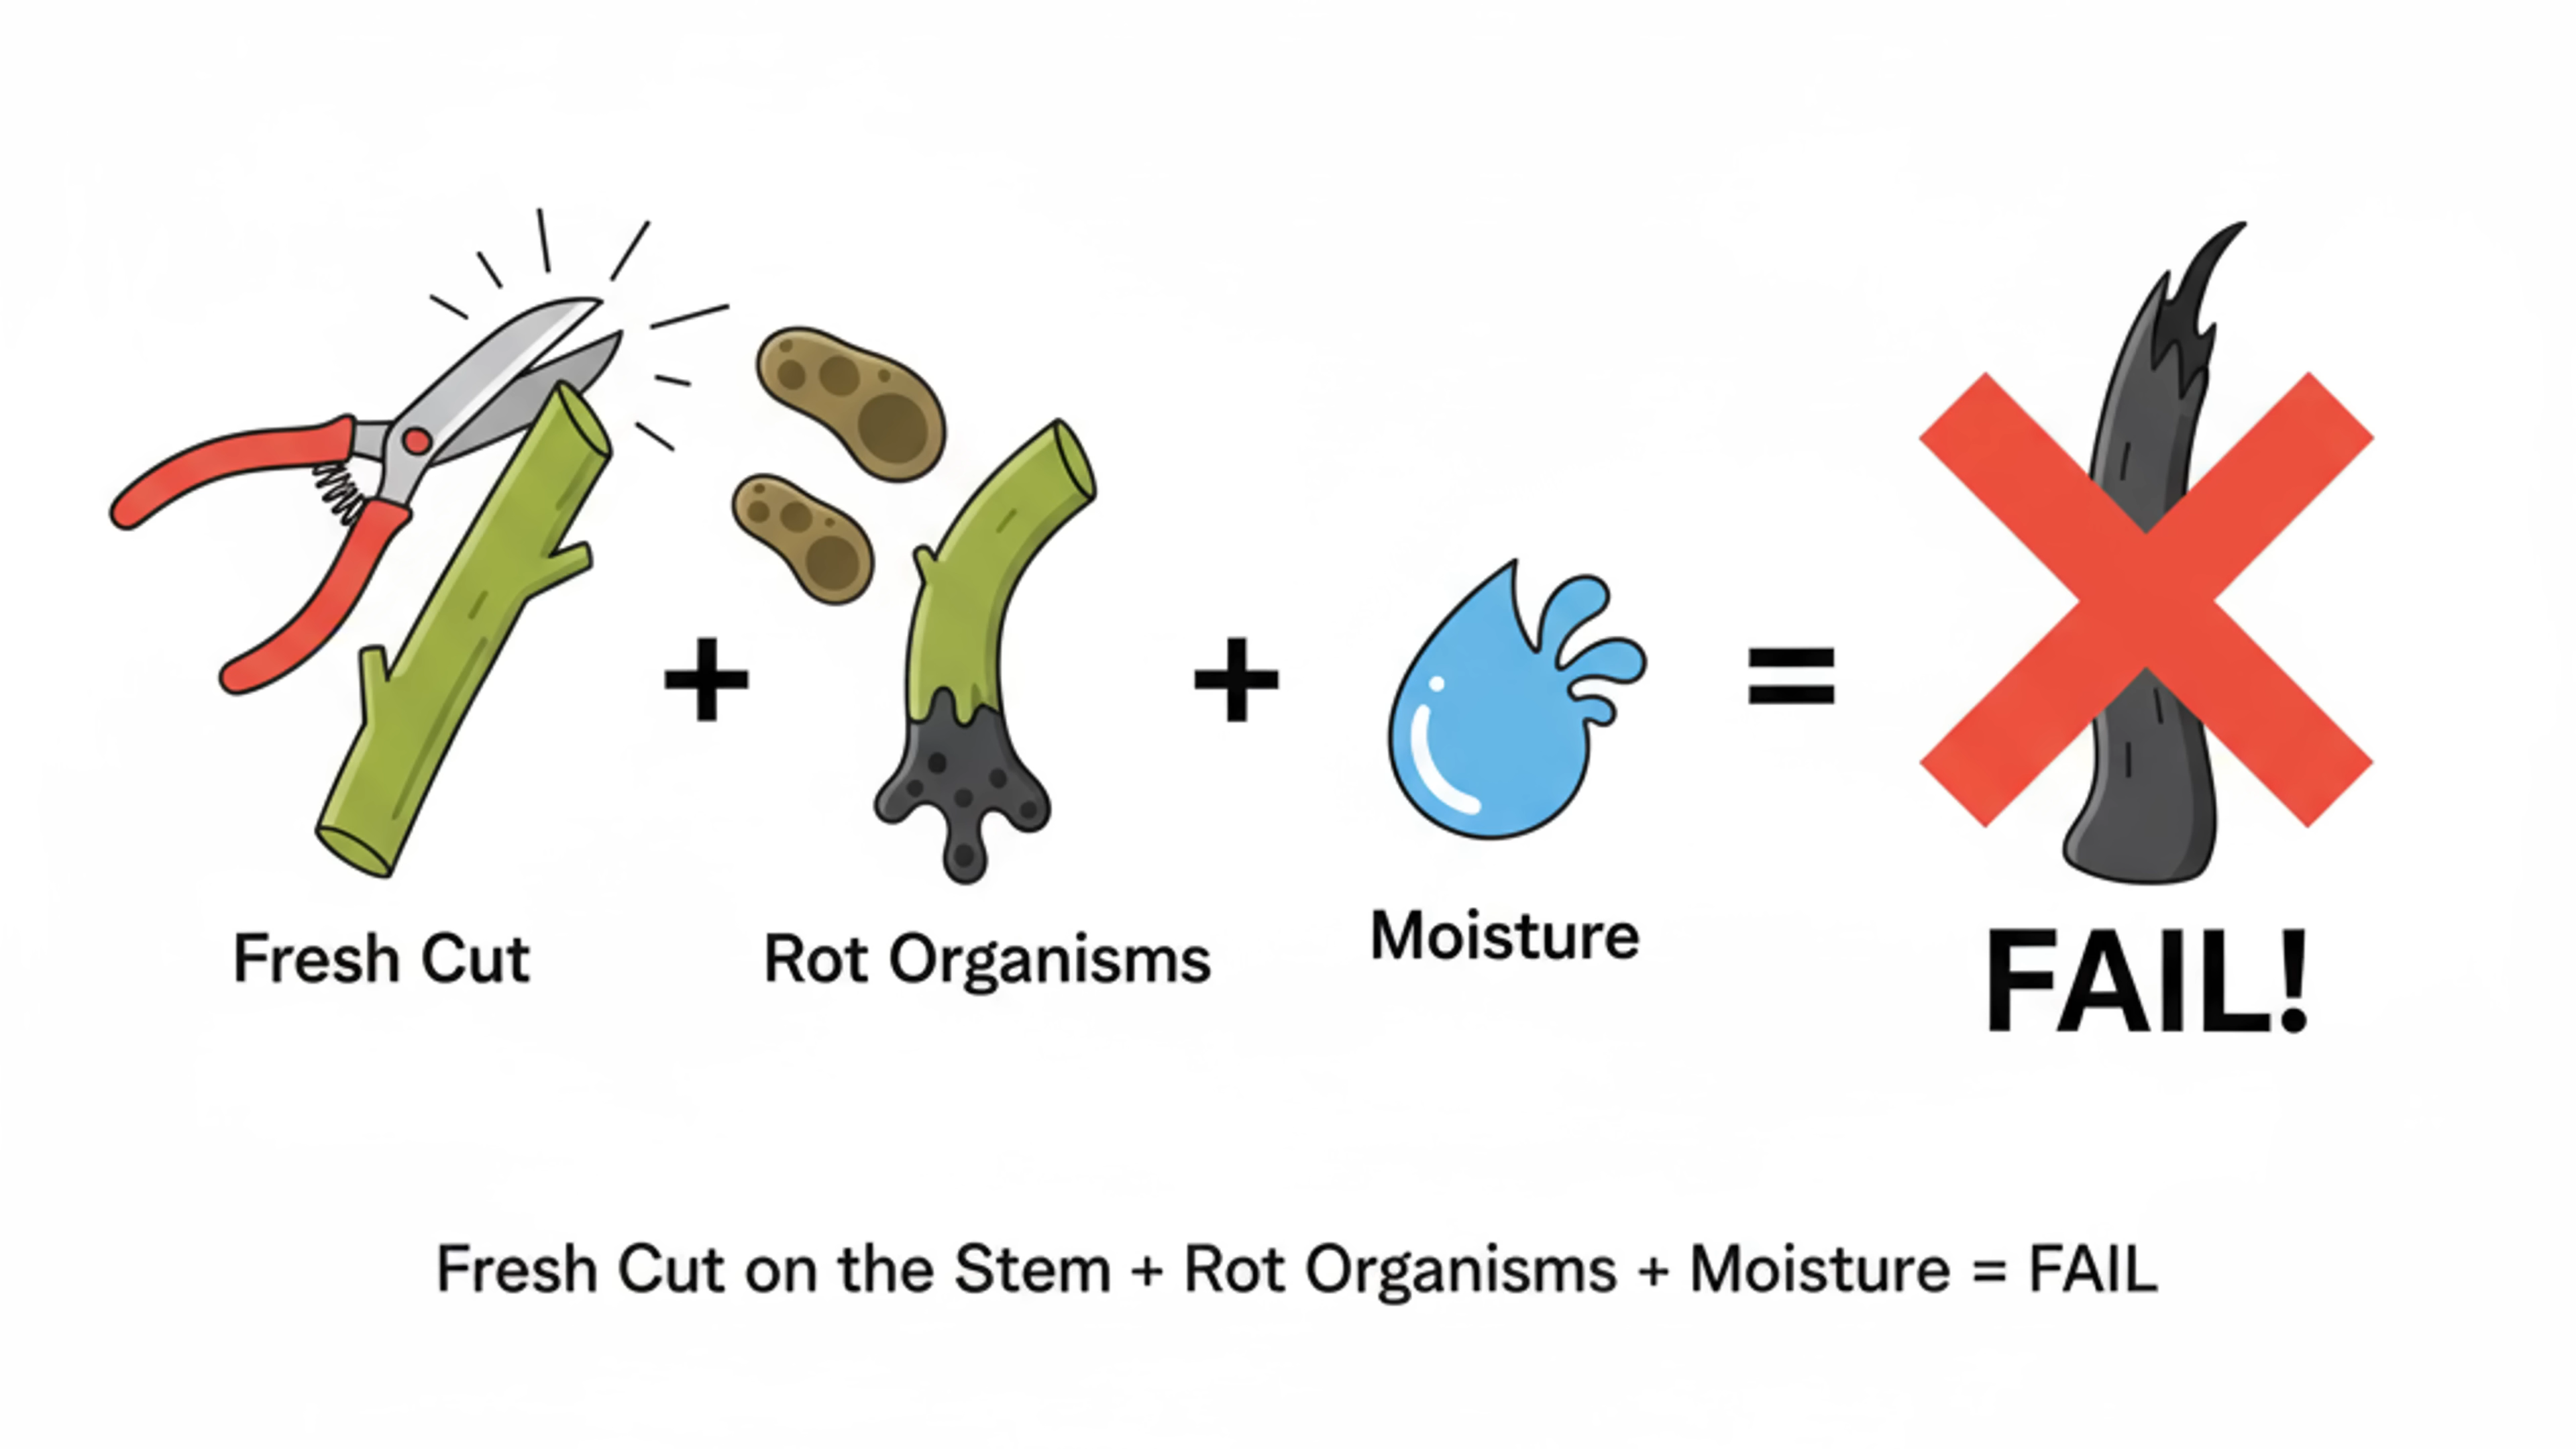 + + =
Fresh Cut
Rot Organisms
Moisture
FAIL!
Fresh Cut on the Stem + Rot Organisms + Moisture = FAIL